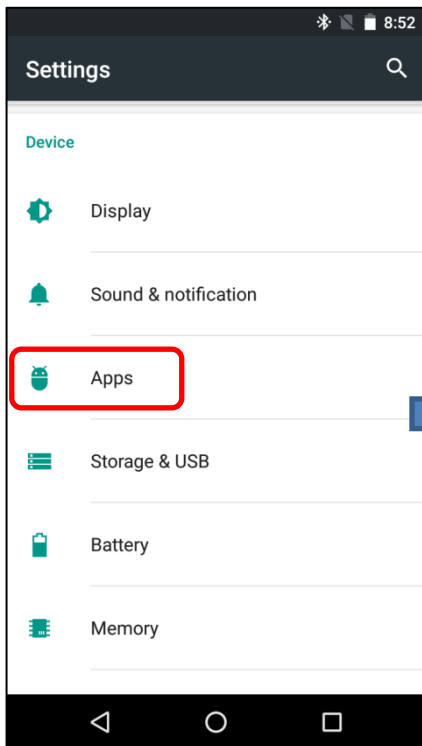 8:52
Settings
Device
Display
Sound & notification
Apps
Storage & USB
Battery
Memory